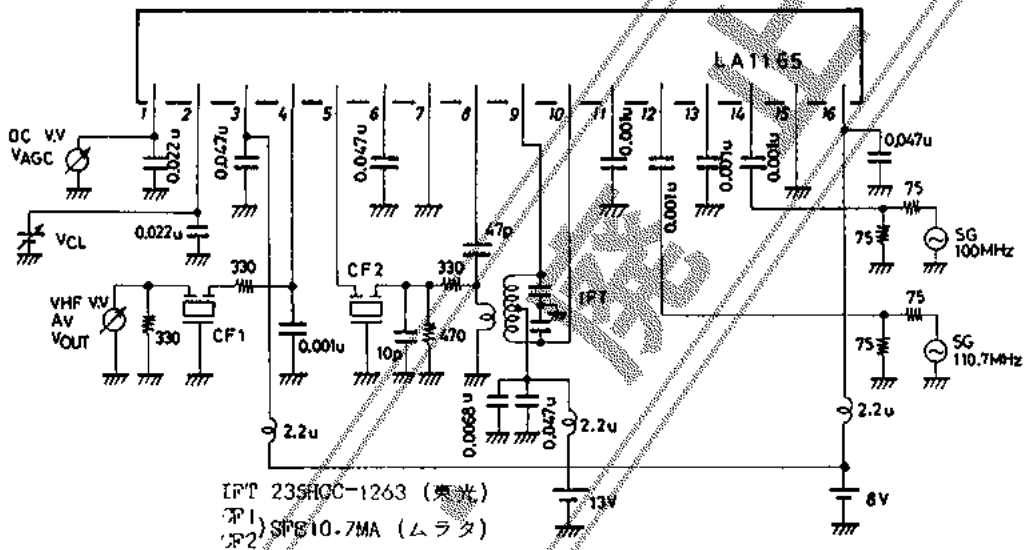 LA1165
1 2 3 4 5 6 7 8 9 10 11 12 13 14 15 16
DC V.V
VAGC
0.022u
0.047u
0.047u
0.001u
0.001u
0.001u
0.001u
0.047u
VCL
0.022u
75
75
SG
100MHz
VHF V.V
AV
VOUT
330
CF1
330
0.001u
CF2
10p
470
330
47p
IFT
75
75
SG
110.7MHz
0.0068u
0.047u
2.2u
2.2u
2.2u
13V
8V
IFT 235HGC-1263 (東光)
CF1
CF2) SFE10.7MA (ムラタ)